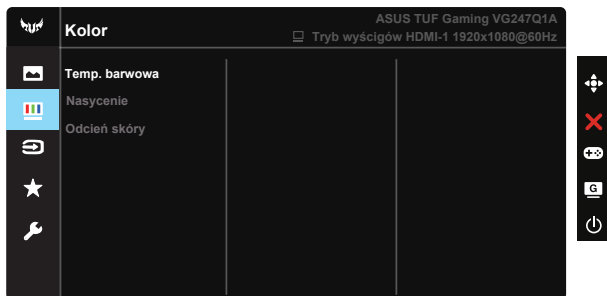 Kolor
ASUS TUF Gaming VG247Q1A
Tryb wyścigów HDMI-1 1920x1080@60Hz
Temp. barwowa
Nasycenie
Odcień skóry
G